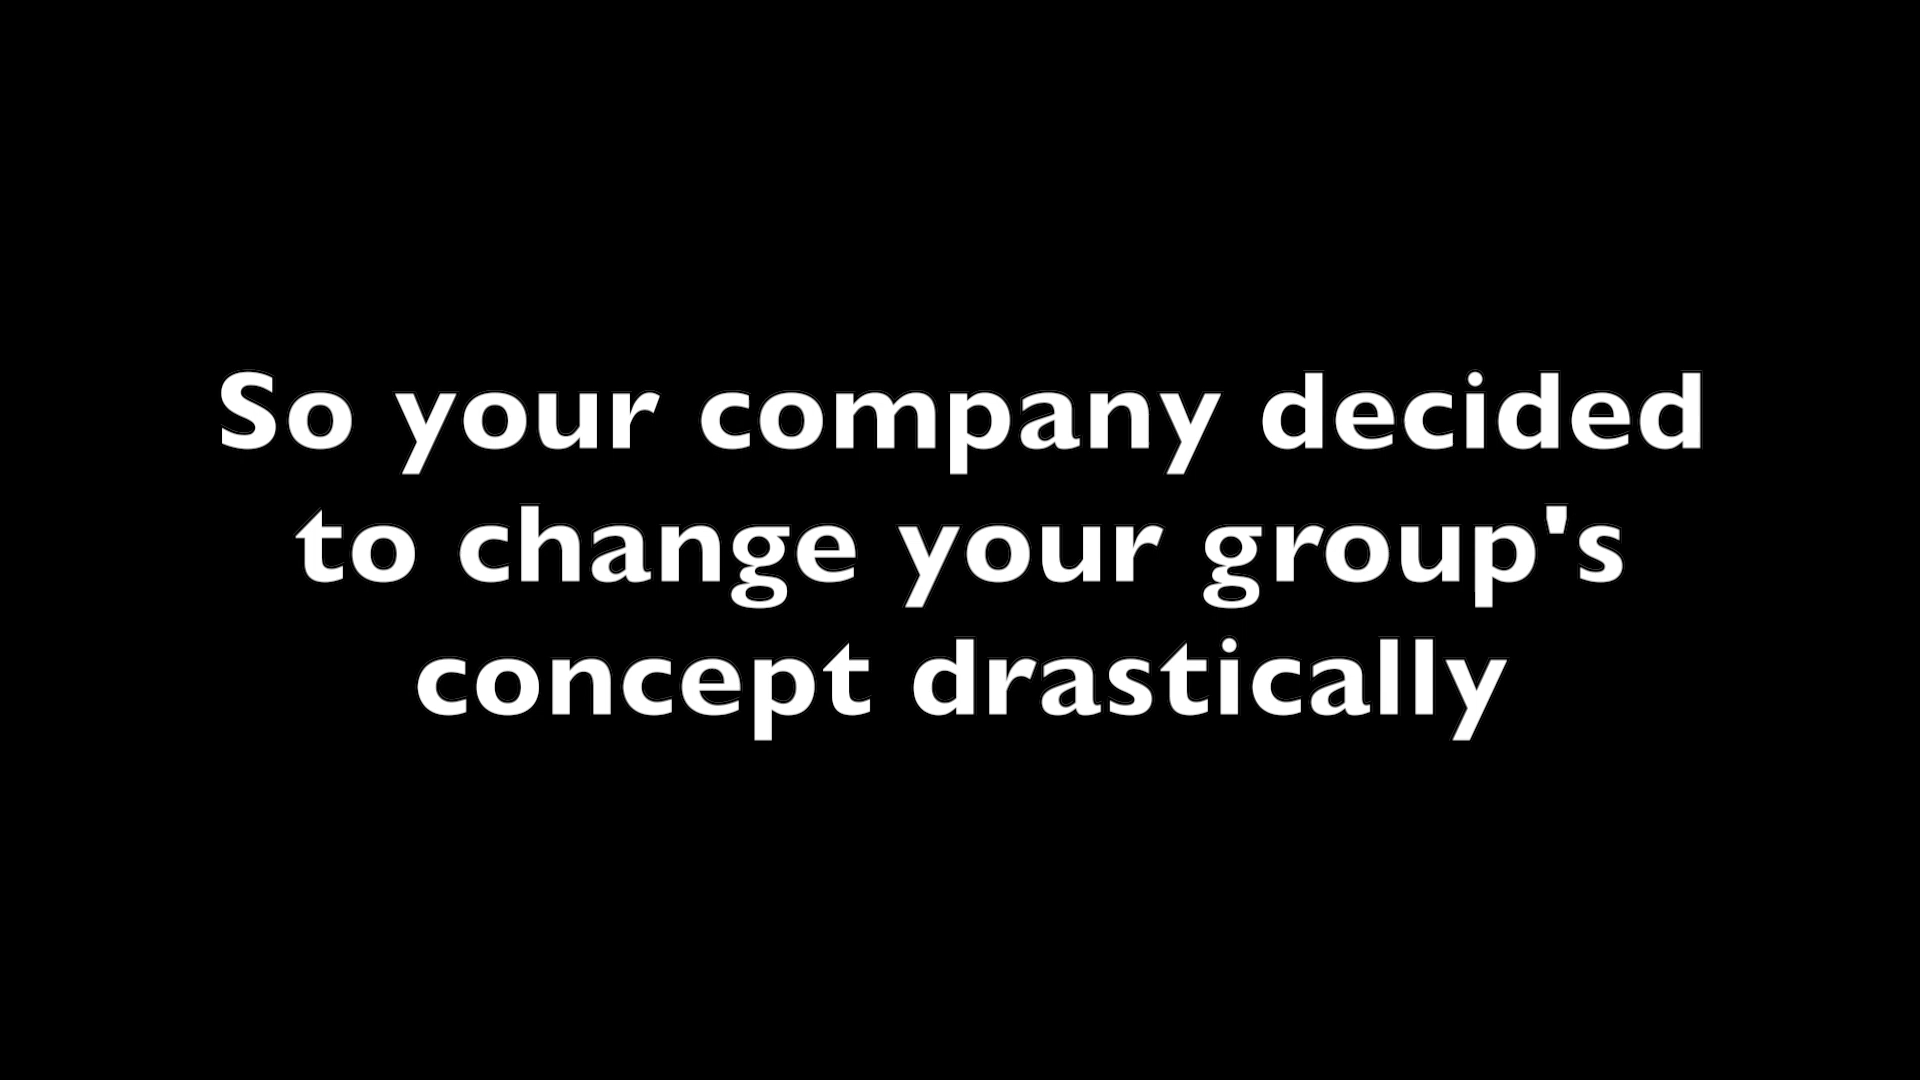 So your company decided
to change your group's
concept drastically